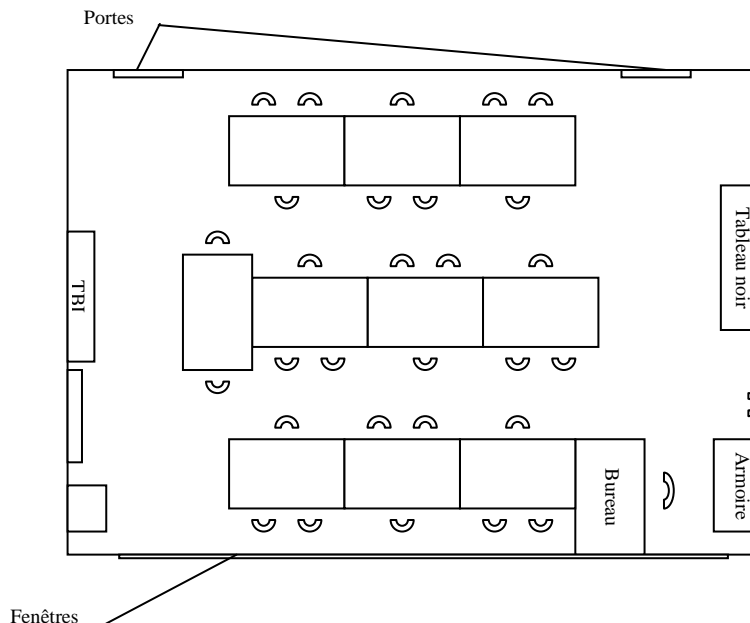 Portes
TBI
Tableau noir
Bureau
Armoire
Fenêtres